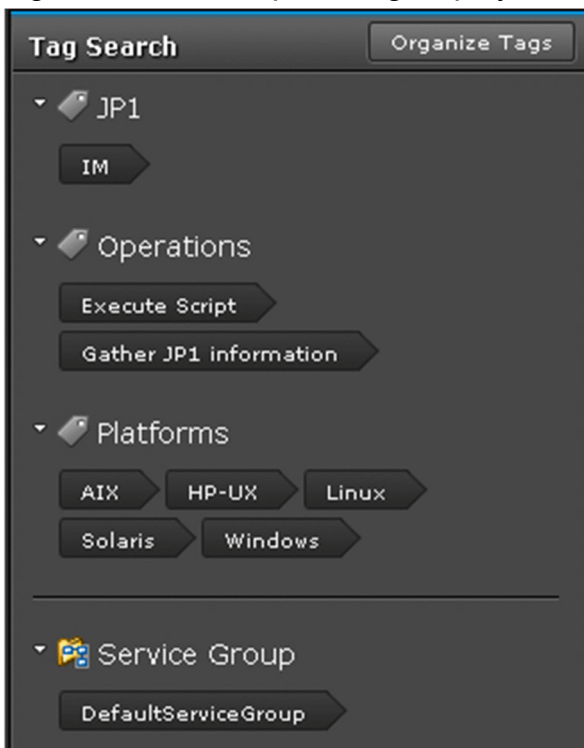 Tag Search Organize Tags
JP1
IM
Operations
Execute Script
Gather JP1 information
Platforms
AIX HP-UX Linux
Solaris Windows
Service Group
DefaultServiceGroup